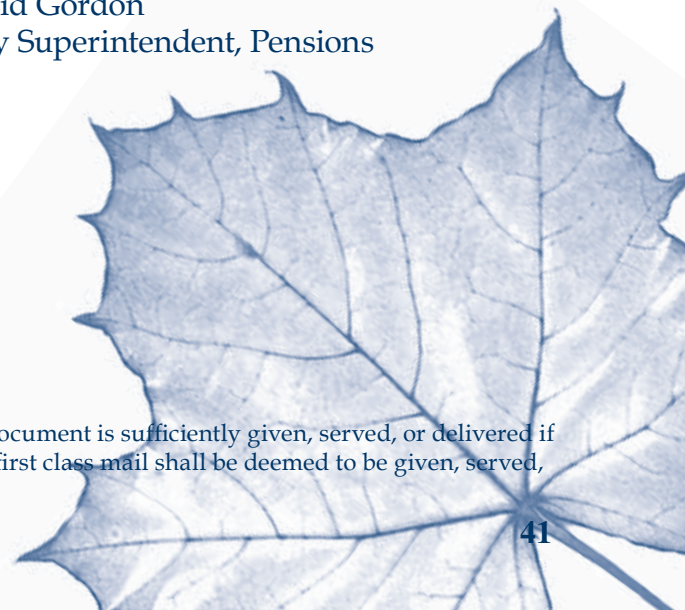 id Gordon
y Superintendent, Pensions
ocument is sufficiently given, served, or delivered if
first class mail shall be deemed to be given, served,
41